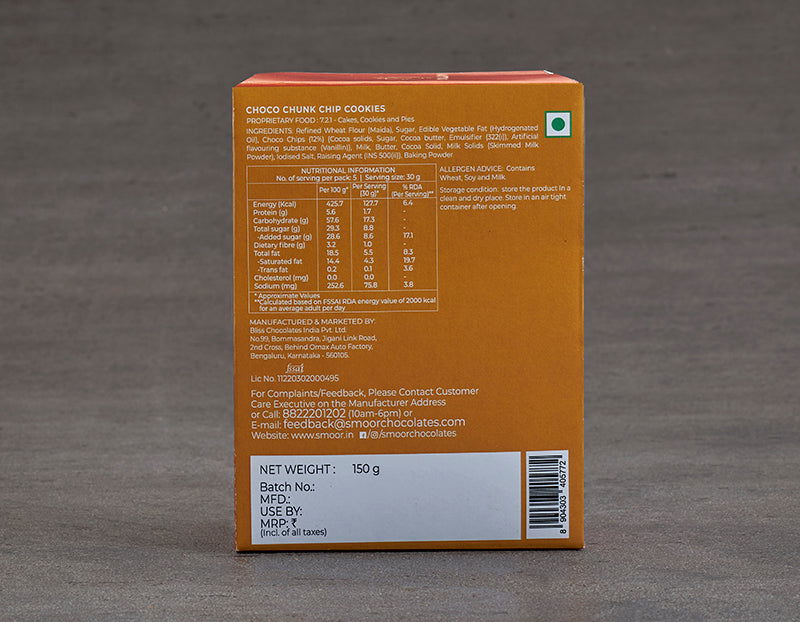 CHOCO CHUNK CHIP COOKIES
PROPRIETARY FOOD : 7.2.1 - Cakes, Cookies and Pies
INGREDIENTS: Refined Wheat Flour (Maida), Sugar, Edible Vegetable Fat (Hydrogenated
Oil), Choco Chips (12%) (Cocoa solids, Sugar, Cocoa butter, Emulsifier (322(i)), Artificial
flavouring substance (Vanillin)), Milk, Butter, Cocoa Solid, Milk Solids (Skimmed Milk
Powder), Iodised Salt, Raising Agent (INS 500(ii)), Baking Powder
NUTRITIONAL INFORMATION
No. of serving per pack: 5 | Serving size: 30 g
Per 100 g* Per Serving (30 g)* % RDA (Per Serving)**
Energy (Kcal) 425.7 127.7 6.4
Protein (g) 5.6 1.7 -
Carbohydrate (g) 57.6 17.3 -
Total sugar (g) 29.3 8.8 -
-Added sugar (g) 28.6 8.6 17.1
Dietary fibre (g) 3.2 1.0 -
Total fat 18.5 5.5 8.3
-Saturated fat 14.4 4.3 19.7
-Trans fat 0.2 0.1 3.6
Cholesterol (mg) 0.0 0.0 -
Sodium (mg) 252.6 75.8 3.8
* Approximate Values
**Calculated based on FSSAI RDA energy value of 2000 kcal
for an average adult per day
ALLERGEN ADVICE: Contains
Wheat, Soy and Milk
Storage condition: store the product In a
clean and dry place. Store in an air tight
container after opening.
MANUFACTURED & MARKETED BY:
Bliss Chocolates India Pvt. Ltd.
No.99, Bommasandra, Jigani Link Road,
2nd Cross, Behind Omax Auto Factory,
Bengaluru, Karnataka - 560105.
fssai
Lic No. 11220302000495
For Complaints/Feedback, Please Contact Customer
Care Executive on the Manufacturer Address
or Call: 8822201202 (10am-6pm) or
E-mail: feedback@smoorchocolates.com
Website: www.smoor.in /smoorchocolates
NET WEIGHT : 150 g
Batch No.:
MFD.:
USE BY:
MRP: ₹
(Incl. of all taxes)
8 904303 405772